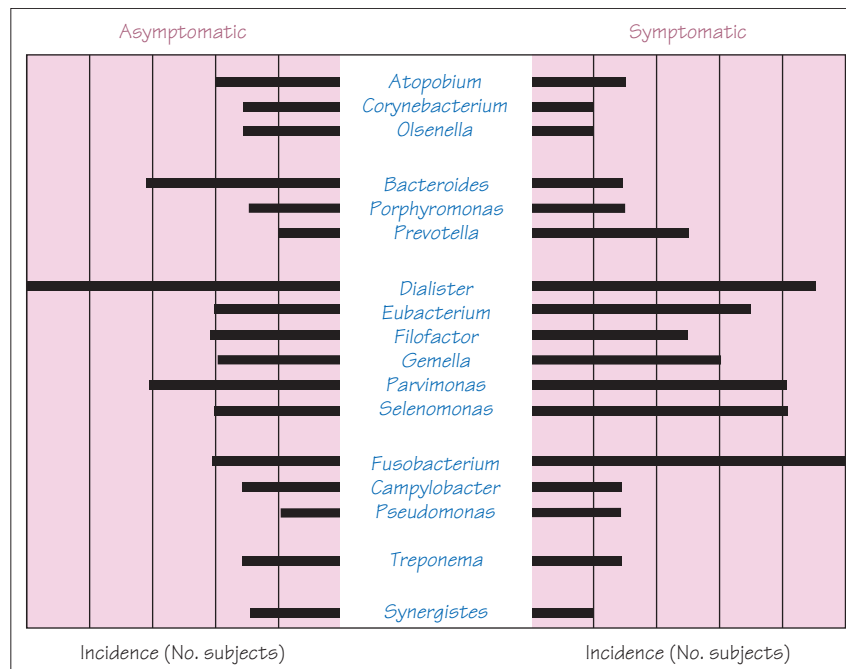 Asymptomatic
Symptomatic
Atopobium
Corynebacterium
Olsenella
Bacteroides
Porphyromonas
Prevotella
Dialister
Eubacterium
Filofactor
Gemella
Parvimonas
Selenomonas
Fusobacterium
Campylobacter
Pseudomonas
Treponema
Synergistes
Incidence (No. subjects)
Incidence (No. subjects)